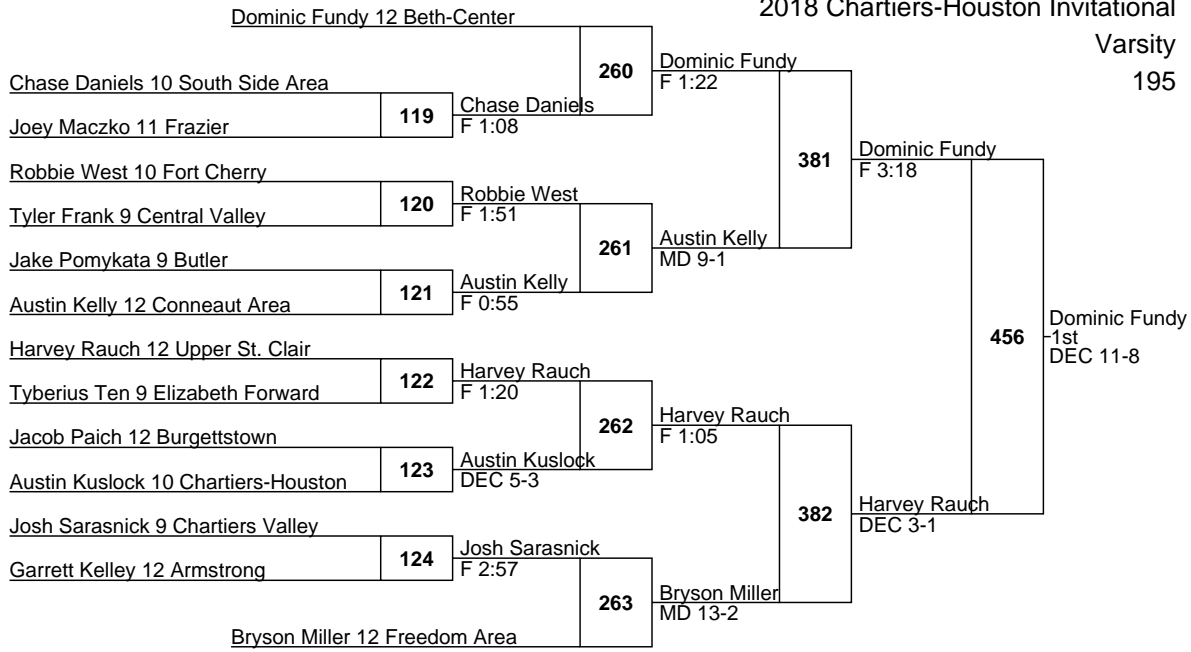 2018 Chartiers-Houston Invitational
Varsity
195
Dominic Fundy 12 Beth-Center
Chase Daniels 10 South Side Area
Joey Maczko 11 Frazier
Robbie West 10 Fort Cherry
Tyler Frank 9 Central Valley
Jake Pomykata 9 Butler
Austin Kelly 12 Conneaut Area
Harvey Rauch 12 Upper St. Clair
Tyberius Ten 9 Elizabeth Forward
Jacob Paich 12 Burgettstown
Austin Kuslock 10 Chartiers-Houston
Josh Sarasnick 9 Chartiers Valley
Garrett Kelley 12 Armstrong
Bryson Miller 12 Freedom Area
119
120
121
122
123
124
Chase Daniels
F 1:08
Robbie West
F 1:51
Austin Kelly
F 0:55
Harvey Rauch
F 1:20
Austin Kuslock
DEC 5-3
Josh Sarasnick
F 2:57
260
261
262
263
Dominic Fundy
F 1:22
Austin Kelly
MD 9-1
Harvey Rauch
F 1:05
Bryson Miller
MD 13-2
381
382
Dominic Fundy
F 3:18
Harvey Rauch
DEC 3-1
456
Dominic Fundy
1st
DEC 11-8